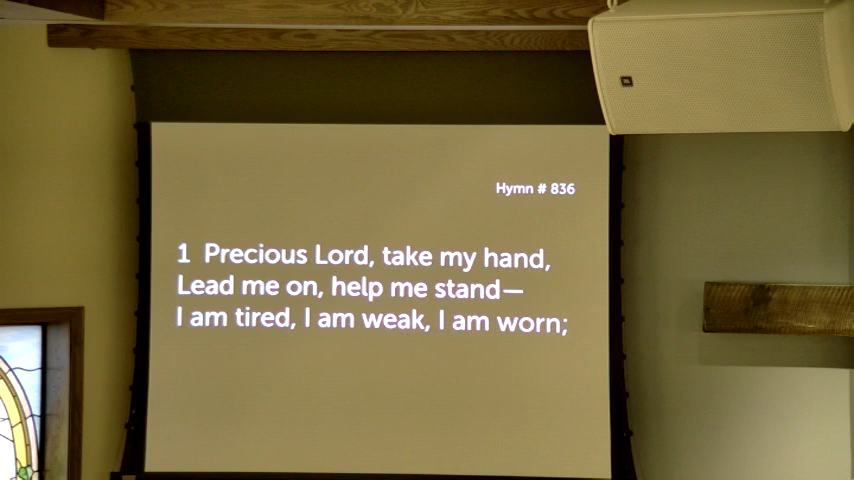 Hymn # 836
1 Precious Lord, take my hand,
Lead me on, help me stand—
I am tired, I am weak, I am worn;